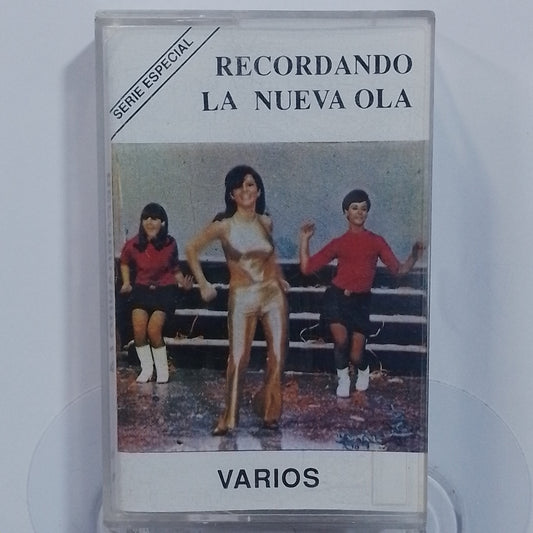 SERIE ESPECIAL
RECORDANDO
LA NUEVA OLA
VARIOS